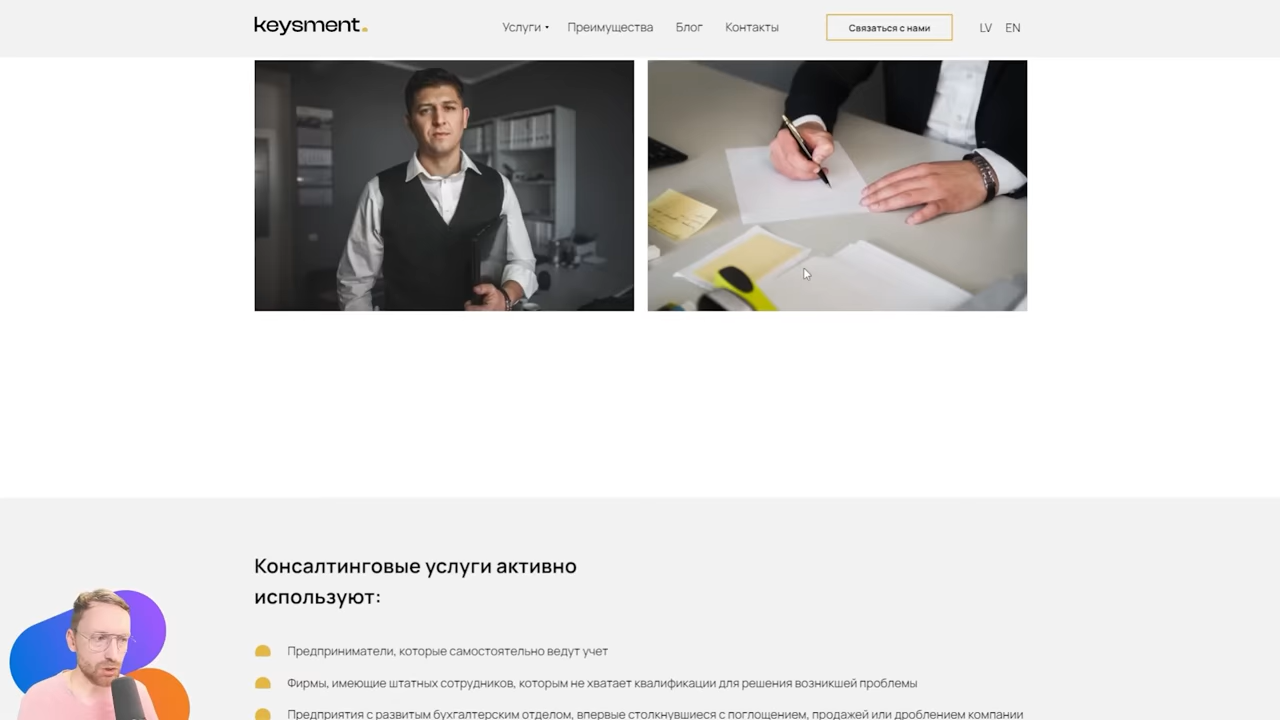 keysment.
Услуги Преимущества Блог Контакты Связаться с нами LV EN
Консалтинговые услуги активно
используют:
Предприниматели, которые самостоятельно ведут учет
Фирмы, имеющие штатных сотрудников, которым не хватает квалификации для решения возникшей проблемы
Предприятия с развитым бухгалтерским отделом, впервые столкнувшиеся с поглощением, продажей или дроблением компании